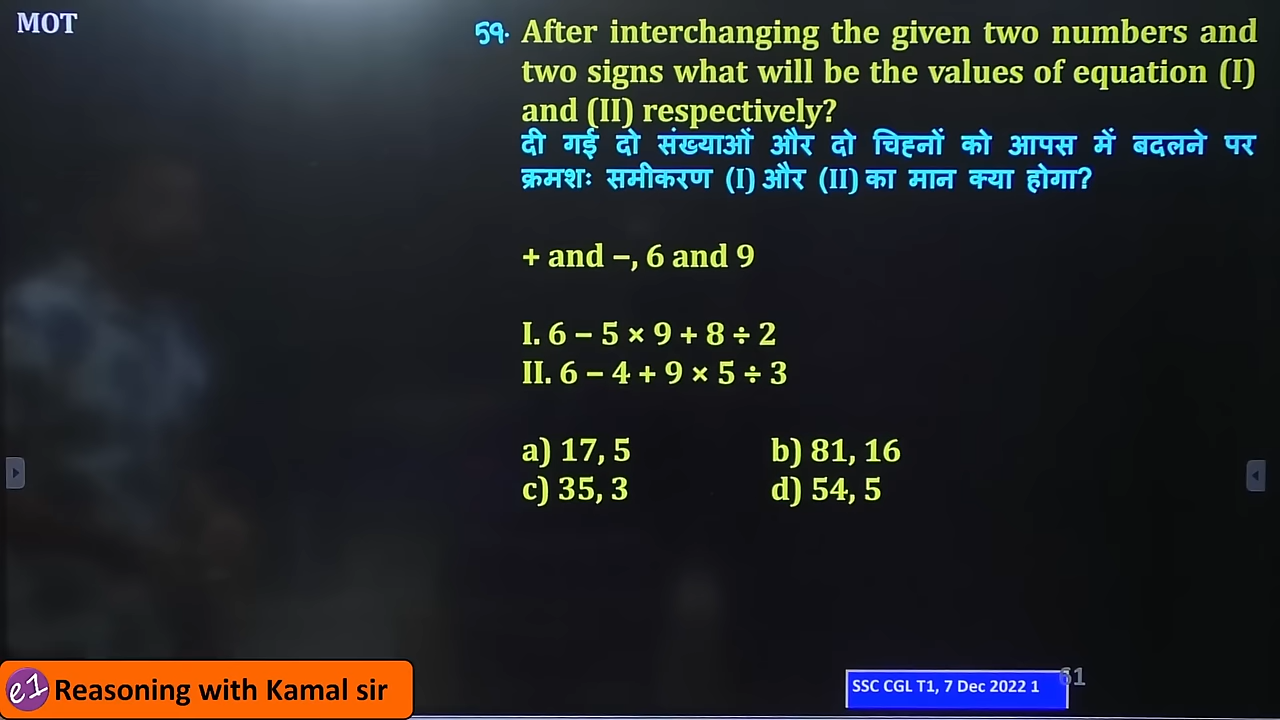 MOT
59. After interchanging the given two numbers and
two signs what will be the values of equation (I)
and (II) respectively?
दी गई दो संख्याओं और दो चिह्नों को आपस में बदलने पर
क्रमशः समीकरण (I) और (II) का मान क्या होगा?
+ and −, 6 and 9
I. 6 − 5 × 9 + 8 ÷ 2
II. 6 − 4 + 9 × 5 ÷ 3
a) 17, 5 b) 81, 16
c) 35, 3 d) 54, 5
e1 Reasoning with Kamal sir
SSC CGL T1, 7 Dec 2022 1
61